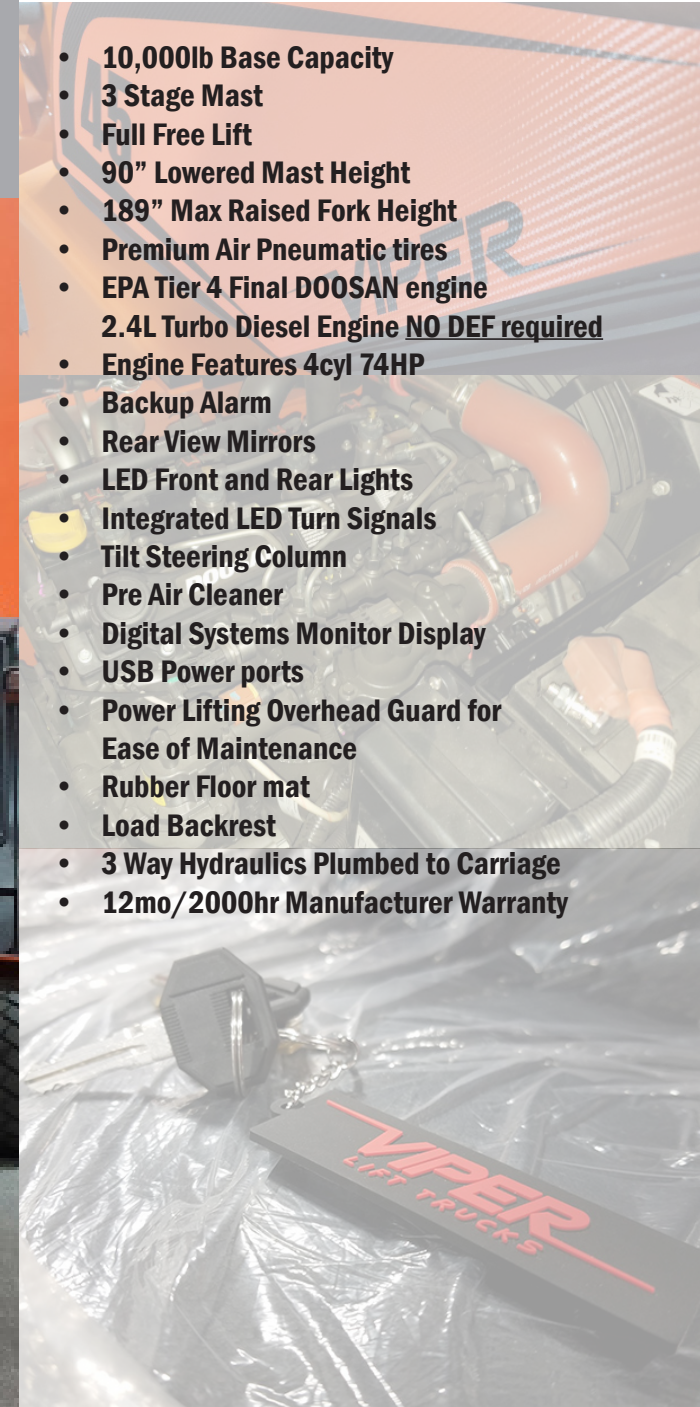 • 10,000lb Base Capacity
• 3 Stage Mast
• Full Free Lift
• 90” Lowered Mast Height
• 189” Max Raised Fork Height
• Premium Air Pneumatic tires
• EPA Tier 4 Final DOOSAN engine
2.4L Turbo Diesel Engine NO DEF required
• Engine Features 4cyl 74HP
• Backup Alarm
• Rear View Mirrors
• LED Front and Rear Lights
• Integrated LED Turn Signals
• Tilt Steering Column
• Pre Air Cleaner
• Digital Systems Monitor Display
• USB Power ports
• Power Lifting Overhead Guard for
Ease of Maintenance
• Rubber Floor mat
• Load Backrest
• 3 Way Hydraulics Plumbed to Carriage
• 12mo/2000hr Manufacturer Warranty
45
VIPER
VIPER
LIFT TRUCKS